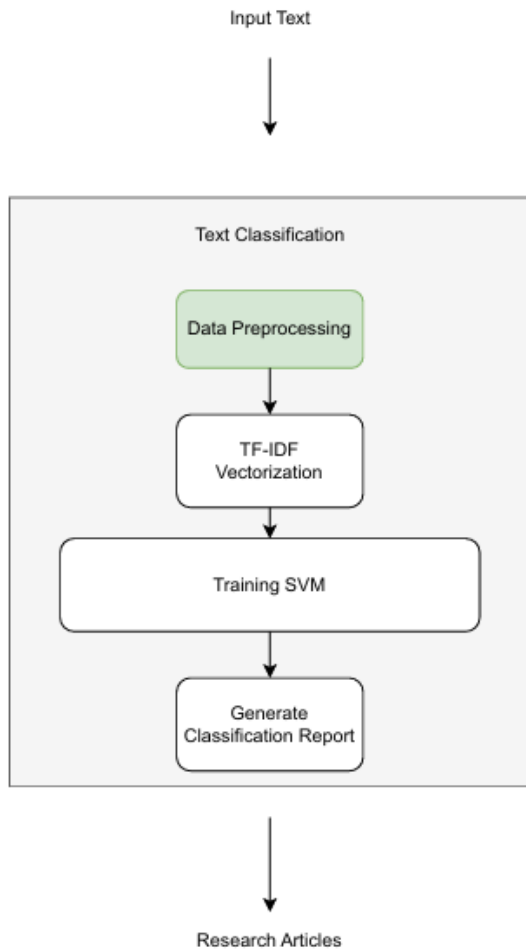 Input Text
Text Classification
Data Preprocessing
TF-IDF
Vectorization
Training SVM
Generate
Classification Report
Research Articles